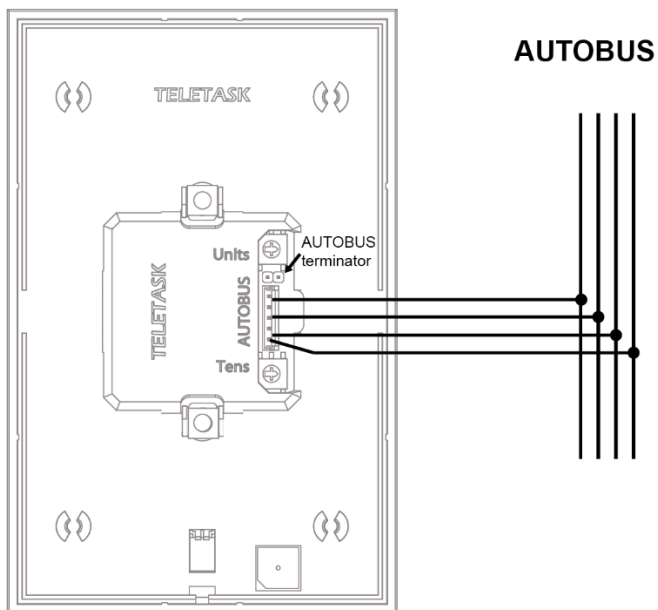 AUTOBUS
TELETASK
Units
AUTOBUS
terminator
AUTOBUS
TELETASK
Tens